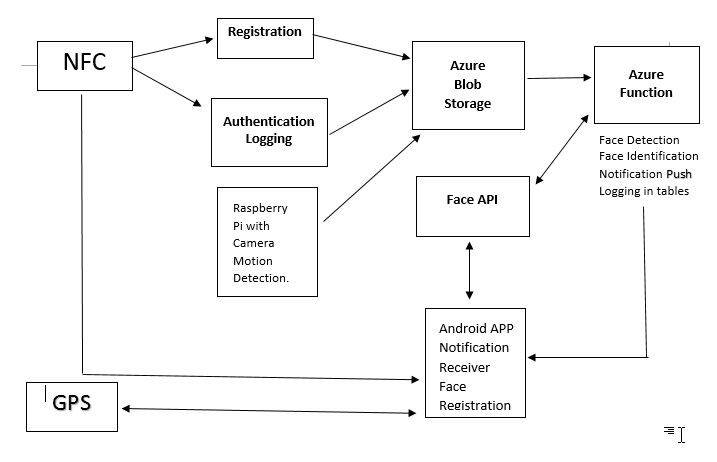 NFC
Registration
Authentication
Logging
Azure
Blob
Storage
Azure
Function
Face Detection
Face Identification
Notification Push
Logging in tables
Raspberry
Pi with
Camera
Motion
Detection.
Face API
Android APP
Notification
Receiver
Face
Registration
GPS